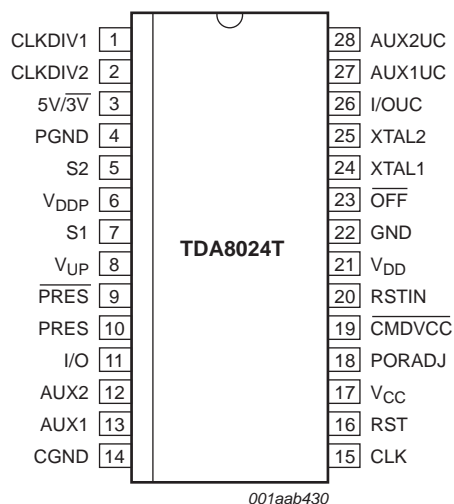 CLKDIV1 1
CLKDIV2 2
5V/3V 3
PGND 4
S2 5
VDDP 6
S1 7
VUP 8
PRES 9
PRES 10
I/O 11
AUX2 12
AUX1 13
CGND 14
TDA8024T
28 AUX2UC
27 AUX1UC
26 I/OUC
25 XTAL2
24 XTAL1
23 OFF
22 GND
21 VDD
20 RSTIN
19 CMDVCC
18 PORADJ
17 VCC
16 RST
15 CLK
001aab430